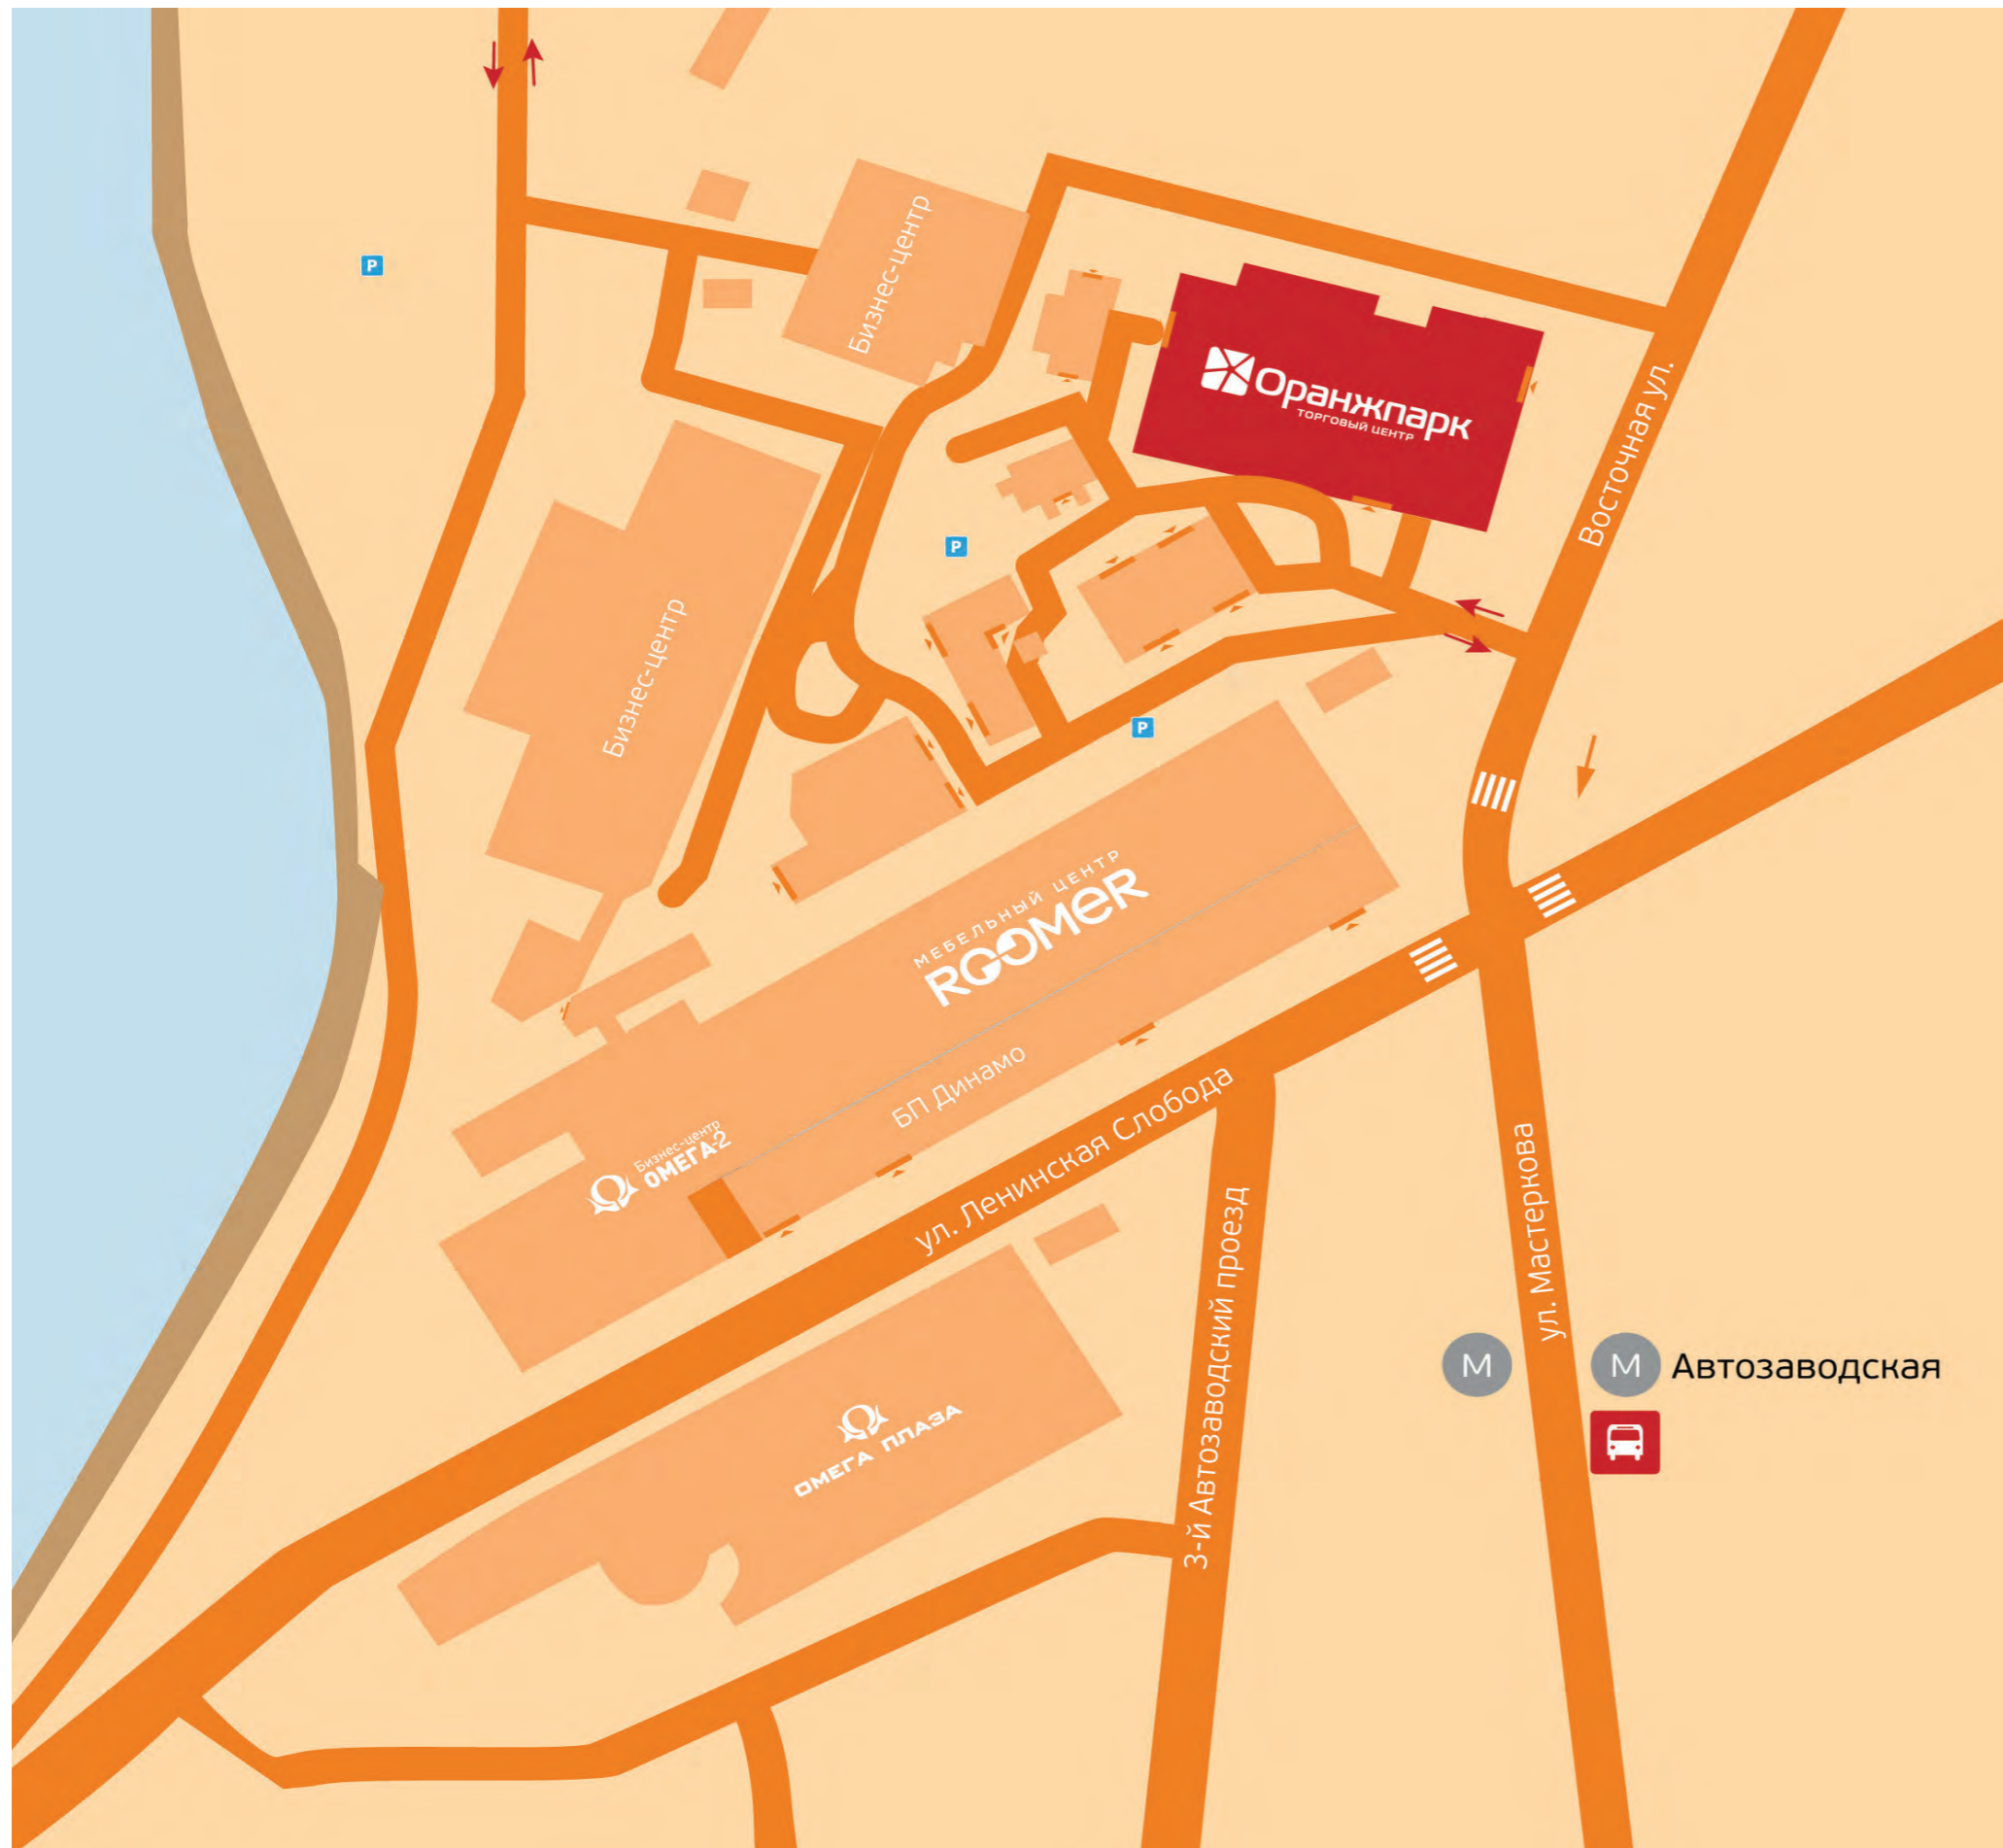 Бизнес-центр
P
Оранжпарк
ТОРГОВЫЙ ЦЕНТР
Восточная ул.
P
Бизнес-центр
P
МЕБЕЛЬНЫЙ ЦЕНТР
ROOMER
БП Динамо
Бизнес-центр
ОМЕГА-2
ул. Ленинская Слобода
ул. Мастеркова
3-й Автозаводский проезд
М
М Автозаводская
ОМЕГА ПЛАЗА